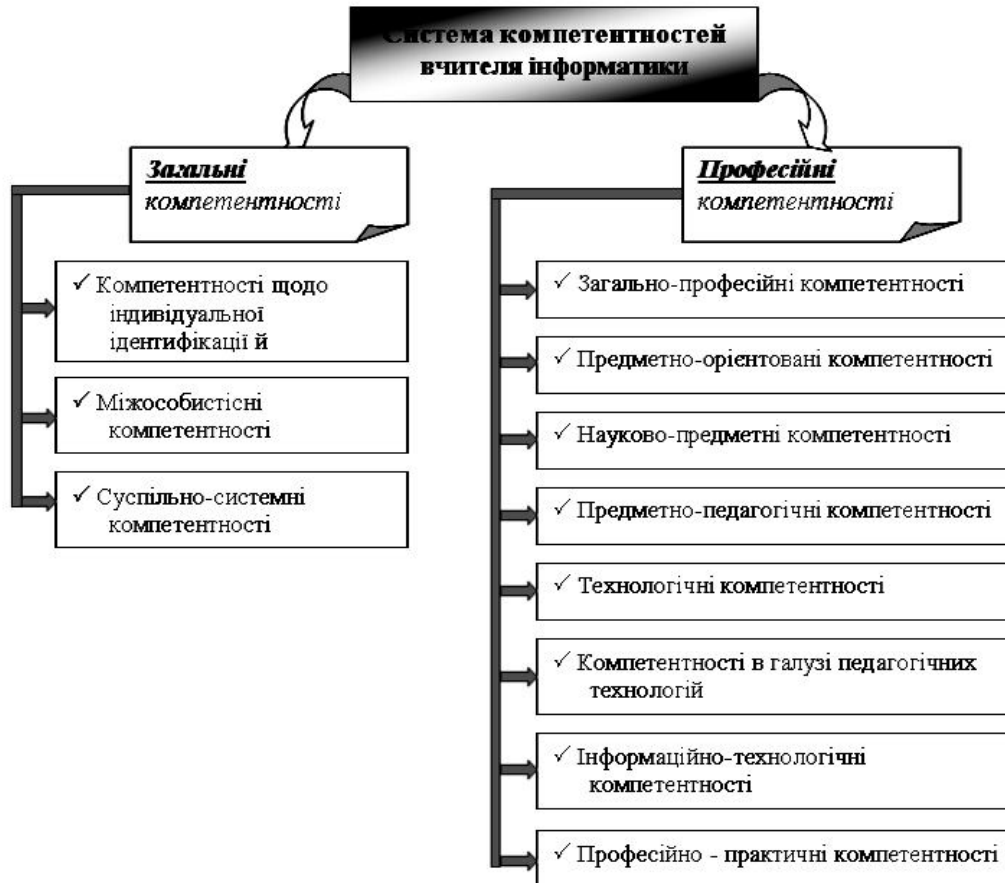 Система компетентностей
вчителя інформатики
Загальні
компетентності
✓ Компетентності щодо
індивідуальної
ідентифікації й
✓ Міжособистісні
компетентності
✓ Суспільно-системні
компетентності
Професійні
компетентності
✓ Загально-професійні компетентності
✓ Предметно-орієнтовані компетентності
✓ Науково-предметні компетентності
✓ Предметно-педагогічні компетентності
✓ Технологічні компетентності
✓ Компетентності в галузі педагогічних
технологій
✓ Інформаційно-технологічні
компетентності
✓ Професійно - практичні компетентності